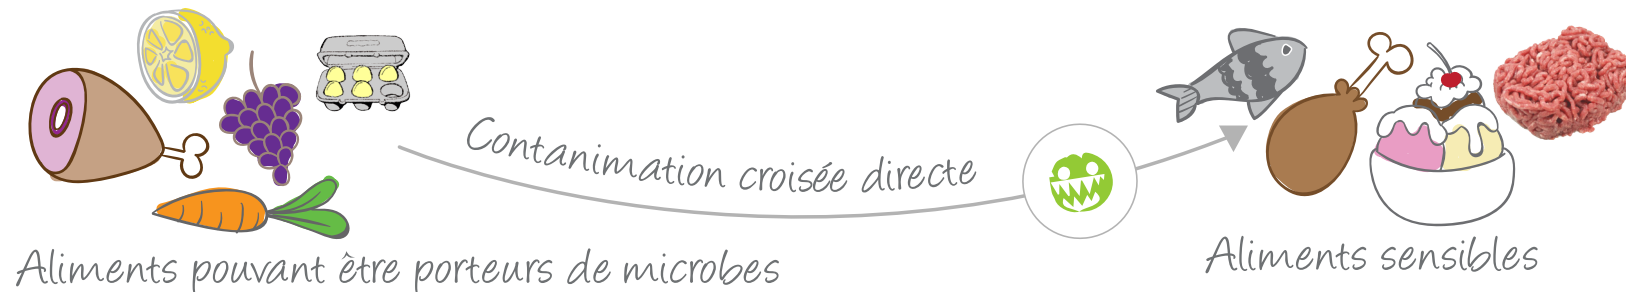 Contanimation croisée directe
Aliments pouvant être porteurs de microbes
Aliments sensibles